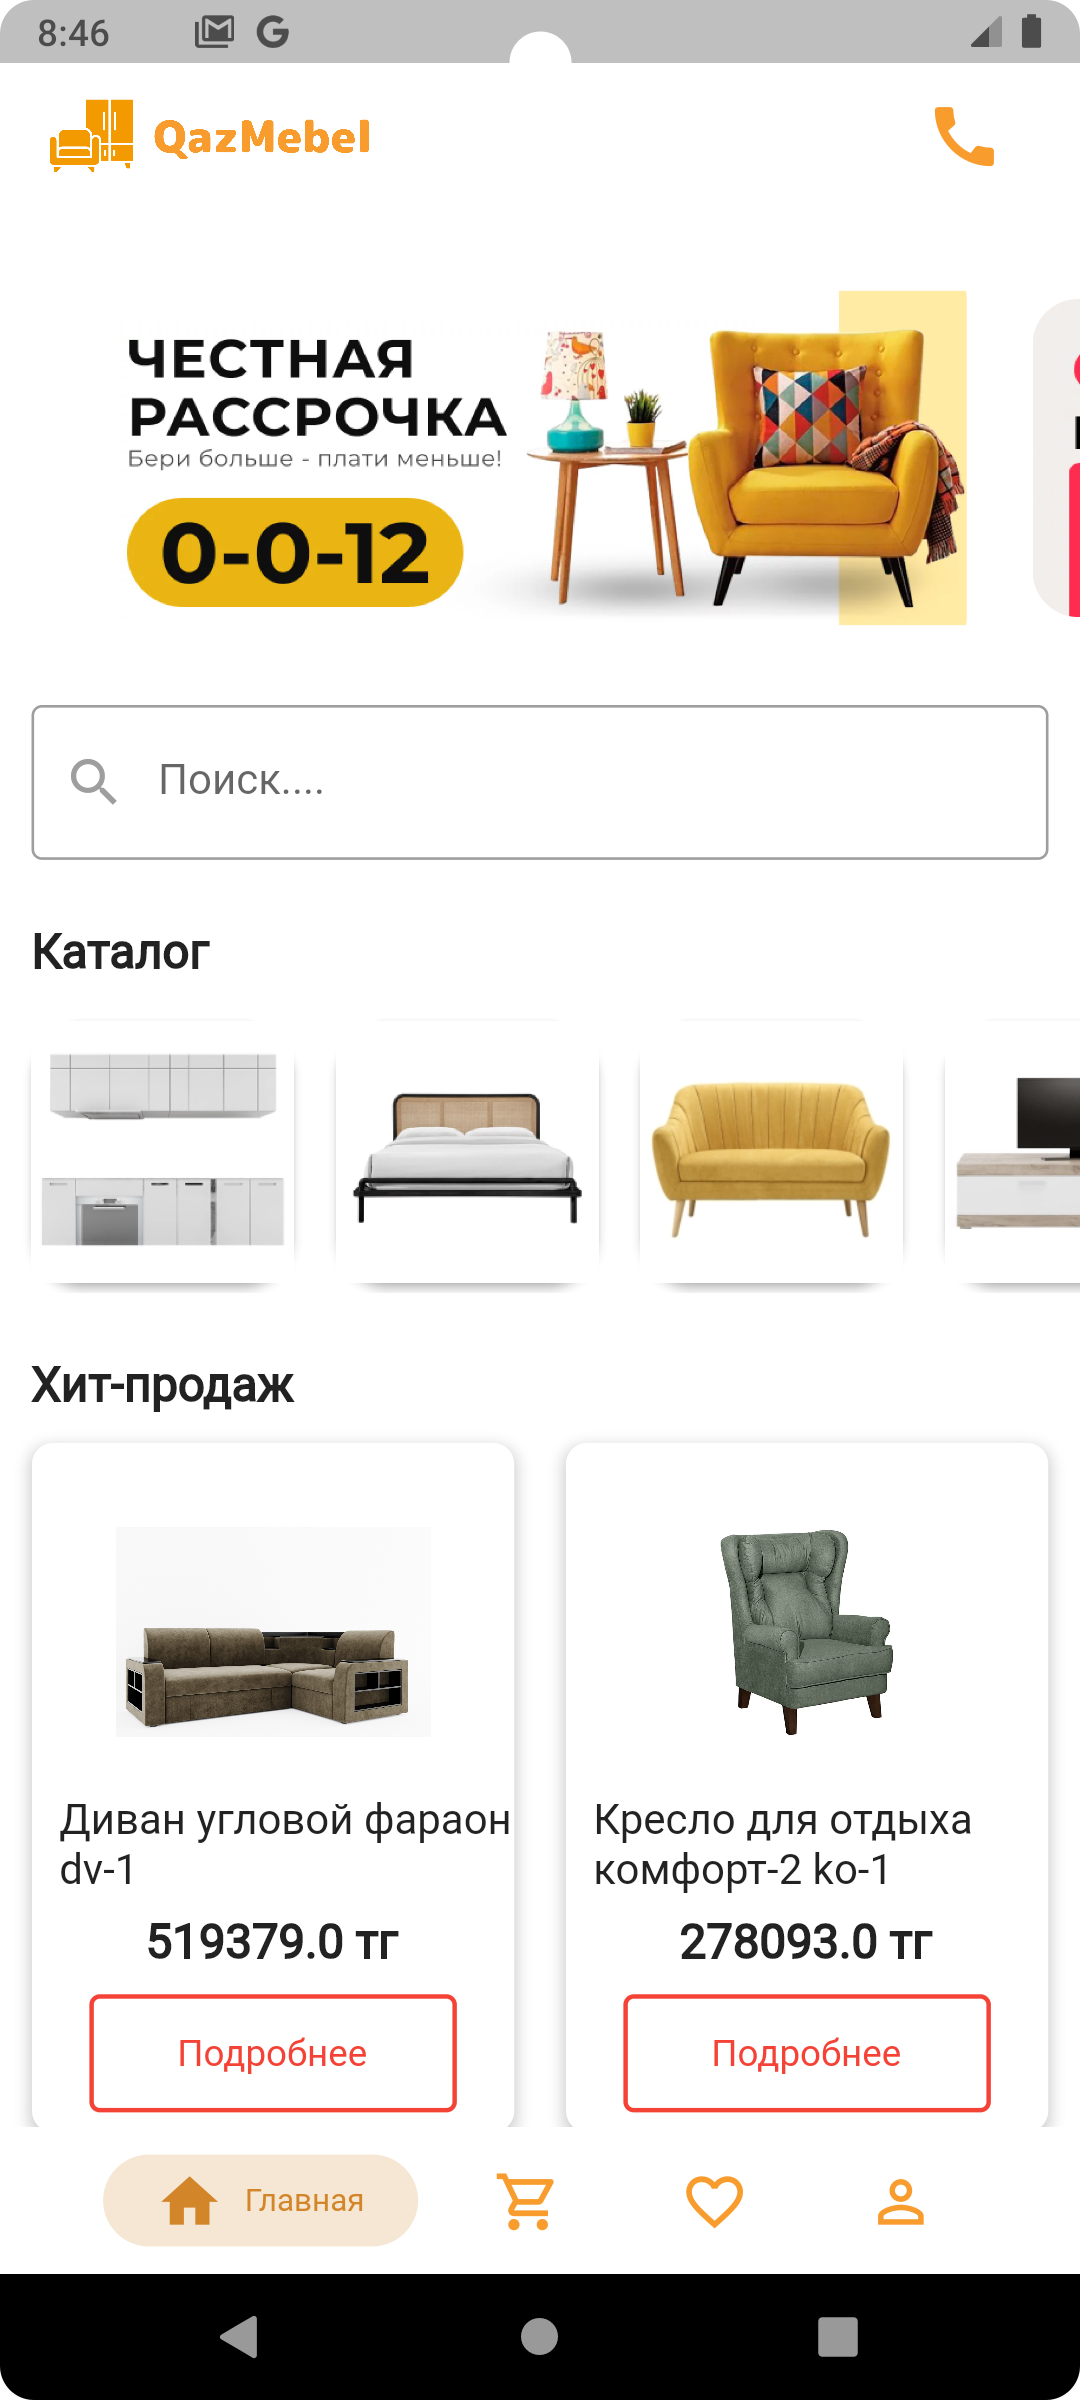 8:46
QazMebel
ЧЕСТНАЯ
РАССРОЧКА
Бери больше - плати меньше!
0-0-12
Поиск....
Каталог
Хит-продаж
Диван угловой фараон
dv-1
519379.0 тг
Подробнее
Кресло для отдыха
комфорт-2 ko-1
278093.0 тг
Подробнее
Главная